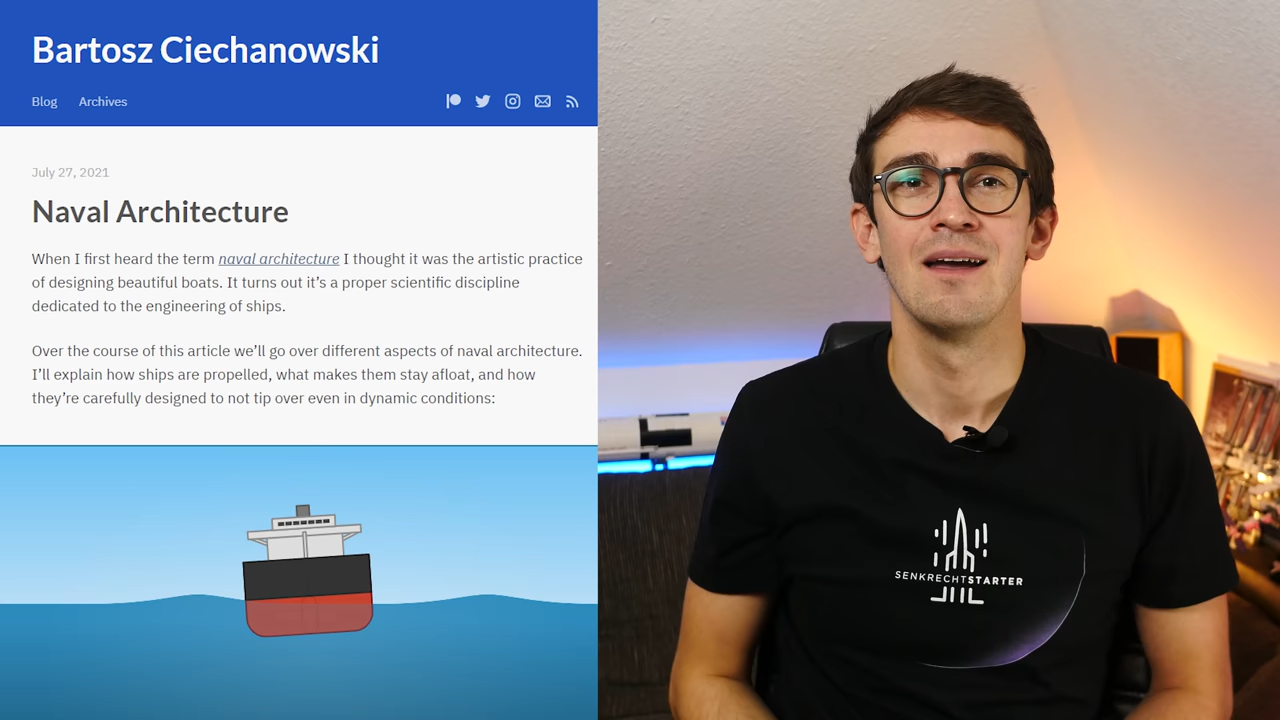 Bartosz Ciechanowski
Blog Archives
July 27, 2021
Naval Architecture
When I first heard the term naval architecture I thought it was the artistic practice
of designing beautiful boats. It turns out it’s a proper scientific discipline
dedicated to the engineering of ships.
Over the course of this article we’ll go over different aspects of naval architecture.
I’ll explain how ships are propelled, what makes them stay afloat, and how
they’re carefully designed to not tip over even in dynamic conditions:
SENKRECHTSTARTER